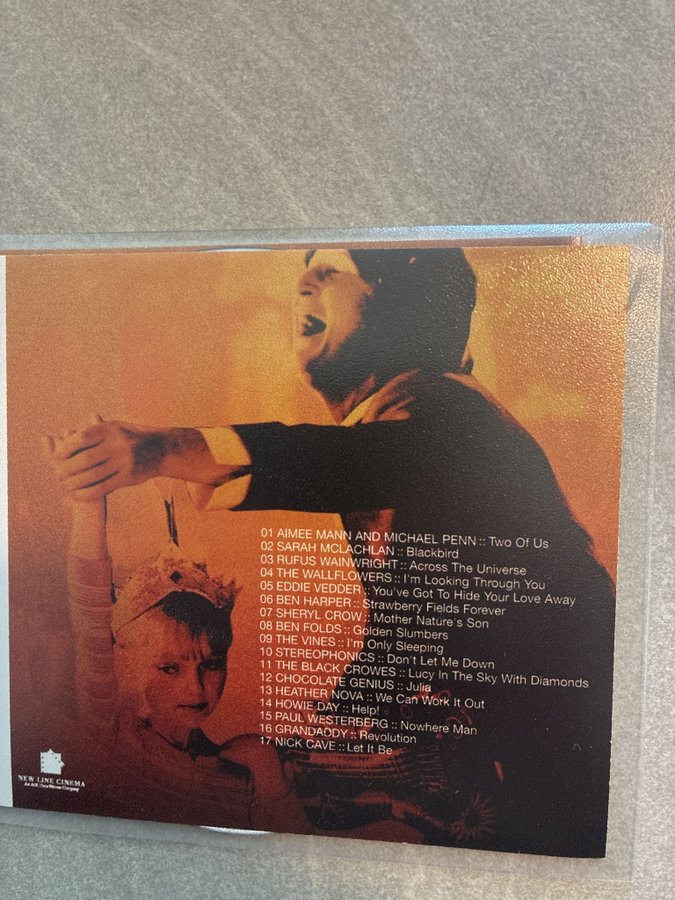 01 AIMEE MANN AND MICHAEL PENN :: Two Of Us
02 SARAH MCLACHLAN :: Blackbird
03 RUFUS WAINWRIGHT :: Across The Universe
04 THE WALLFLOWERS :: I'm Looking Through You
05 EDDIE VEDDER :: You've Got To Hide Your Love Away
06 BEN HARPER :: Strawberry Fields Forever
07 SHERYL CROW :: Mother Nature's Son
08 BEN FOLDS :: Golden Slumbers
09 THE VINES :: I'm Only Sleeping
10 STEREOPHONICS :: Don't Let Me Down
11 THE BLACK CROWES :: Lucy In The Sky With Diamonds
12 CHOCOLATE GENIUS :: Julia
13 HEATHER NOVA :: We Can Work It Out
14 HOWIE DAY :: Help!
15 PAUL WESTERBERG :: Nowhere Man
16 GRANDADDY :: Revolution
17 NICK CAVE :: Let It Be
NEW LINE CINEMA
An AOL Time Warner Company